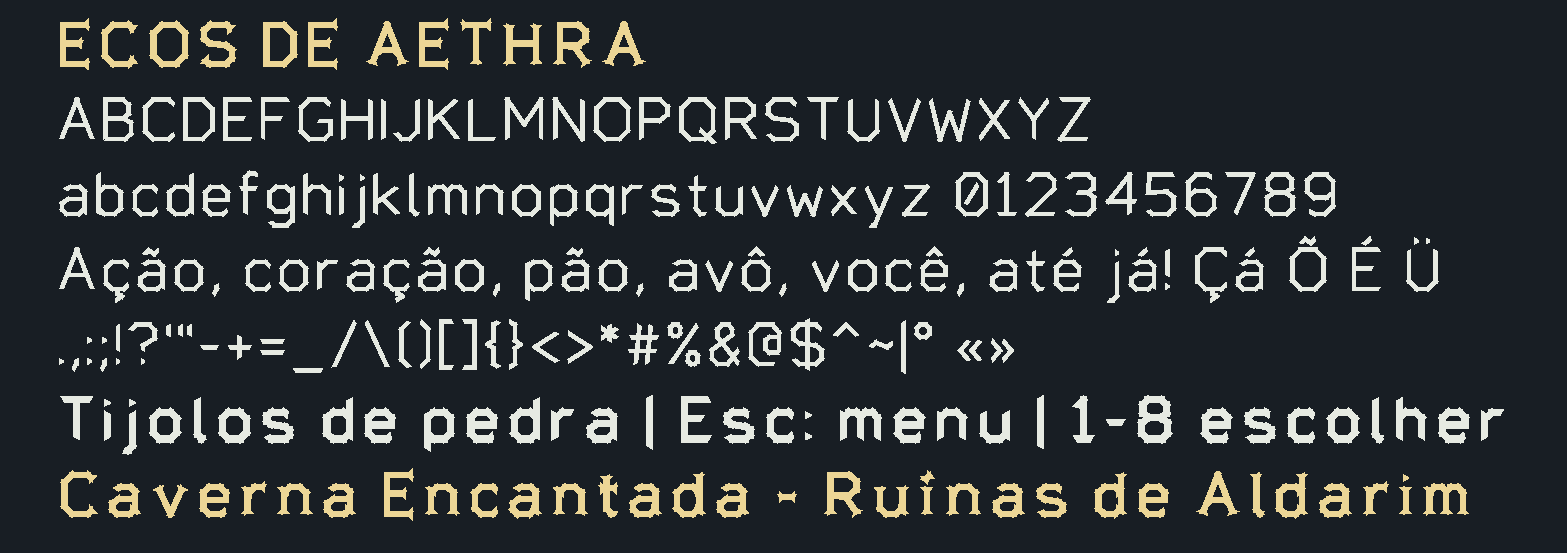 ECOS DE AETHRA
ABCDEFGHIJKLMNOPQRSTUVWXYZ
abcdefghijklmnopqrstuvwxyz 0123456789
Ação, coração, pão, avô, você, até já! Çá Õ É Ü
.,:;!?'"-+=_/\()[]{}<>*#%&@$^~|° «»
Tijolos de pedra | Esc: menu | 1-8 escolher
Caverna Encantada - Ruínas de Aldarim